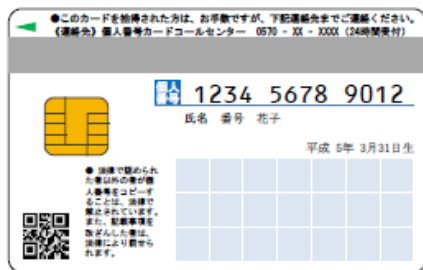 ●このカードを拾得された方は、お手数ですが、下記連絡先までご連絡ください。
《連絡先》個人番号カードコールセンター 0570 - XX - XXXX (24時間受付)
個人番号 1234 5678 9012
氏名 番号 花子
平成 5年 3月31日生
● 法律で認められ
た者以外の者が個
人番号をコピーす
ることは、法律で
禁止されています。
また、記載事項を
改ざんした者は、
法律により罰せら
れます。